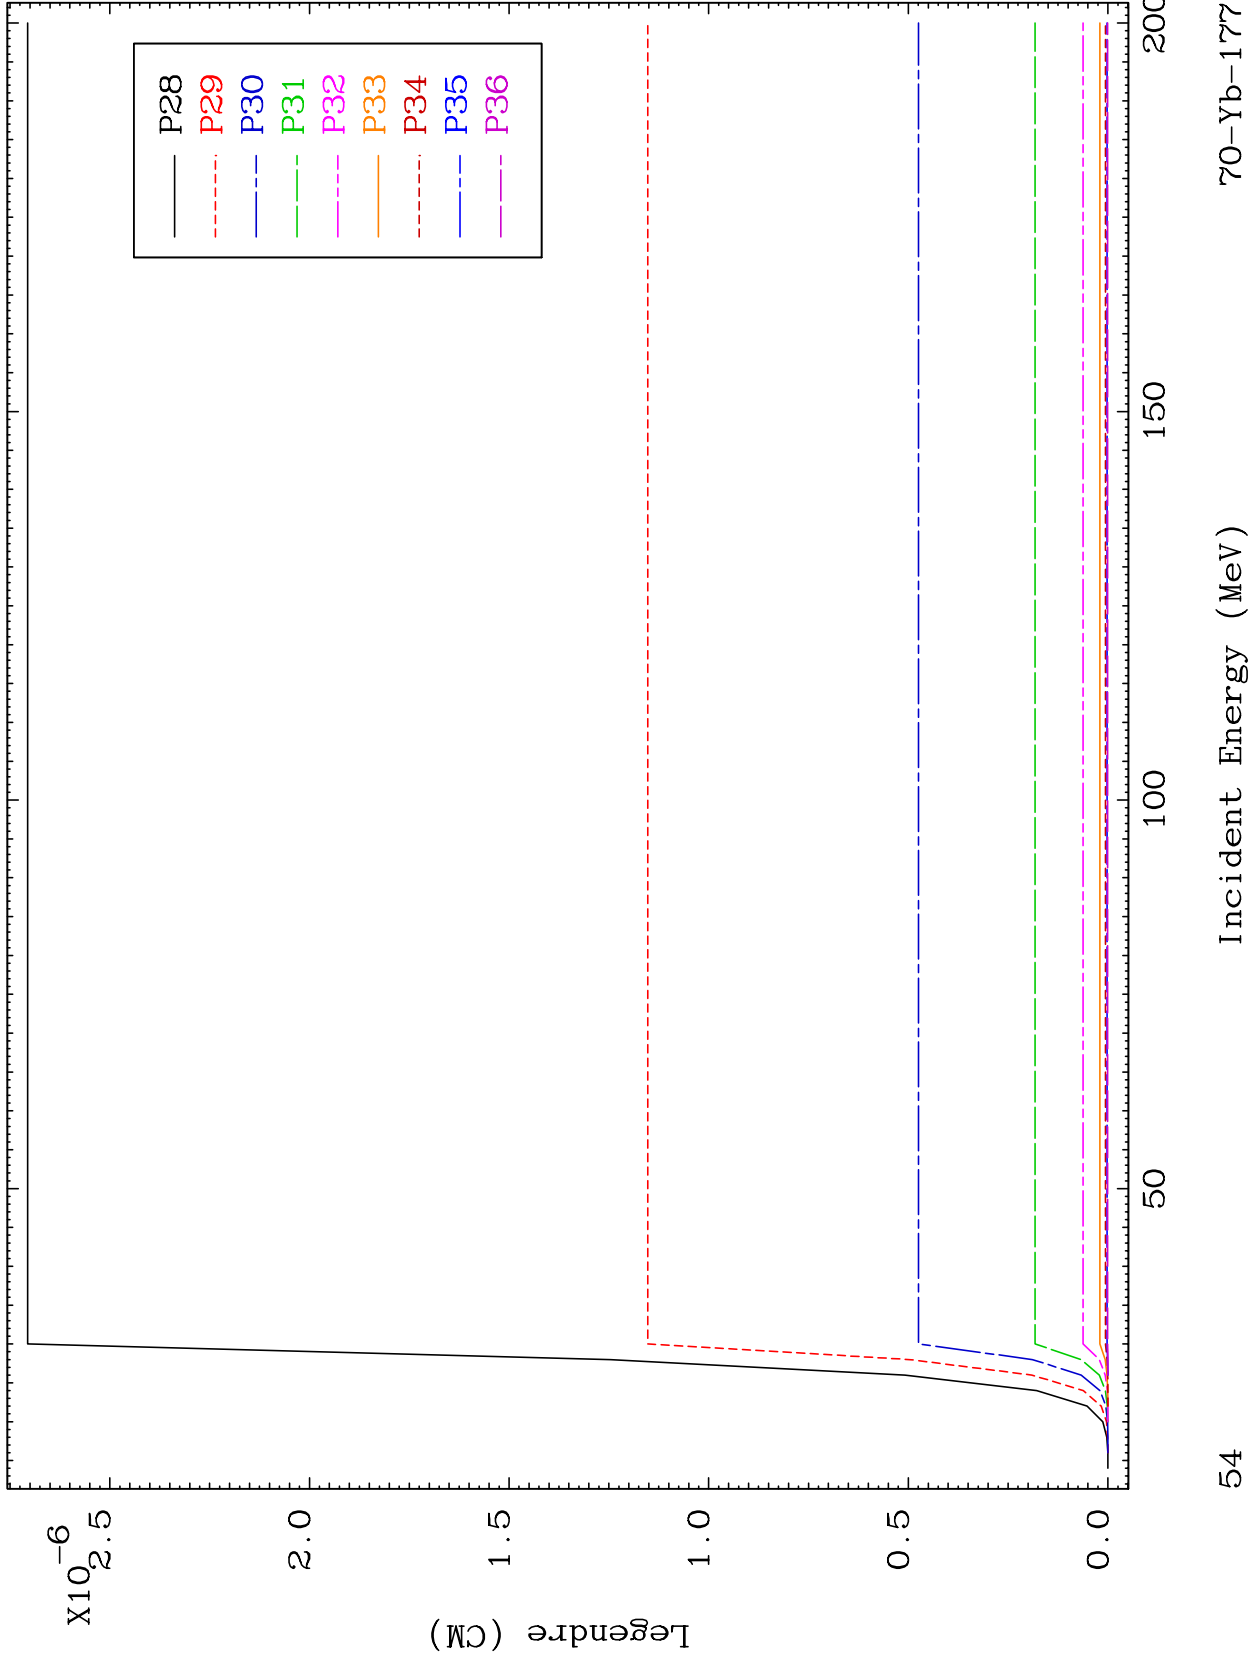 X10-6
2.5
2.0
1.5
1.0
0.5
0.0
Legendre (CM)
P28
P29
P30
P31
P32
P33
P34
P35
P36
50
100
150
200
Incident Energy (MeV)
54
70-Yb-177